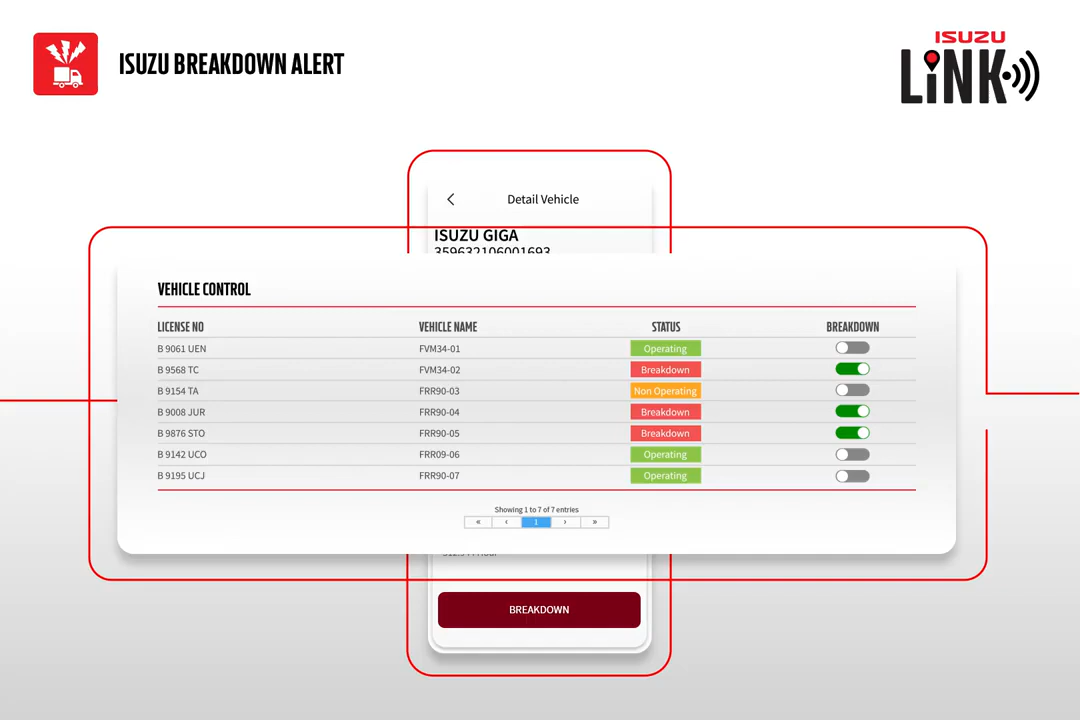 ISUZU BREAKDOWN ALERT
ISUZU
LiNK
Detail Vehicle
ISUZU GIGA
359632106001693
VEHICLE CONTROL
LICENSE NO VEHICLE NAME STATUS BREAKDOWN
B 9061 UEN FVM34-01 Operating
B 9568 TC FVM34-02 Breakdown
B 9154 TA FRR90-03 Non Operating
B 9008 JUR FRR90-04 Breakdown
B 9876 STO FRR90-05 Breakdown
B 9142 UCO FRR09-06 Operating
B 9195 UCJ FRR90-07 Operating
Showing 1 to 7 of 7 entries
« ‹ 1 › »
BREAKDOWN